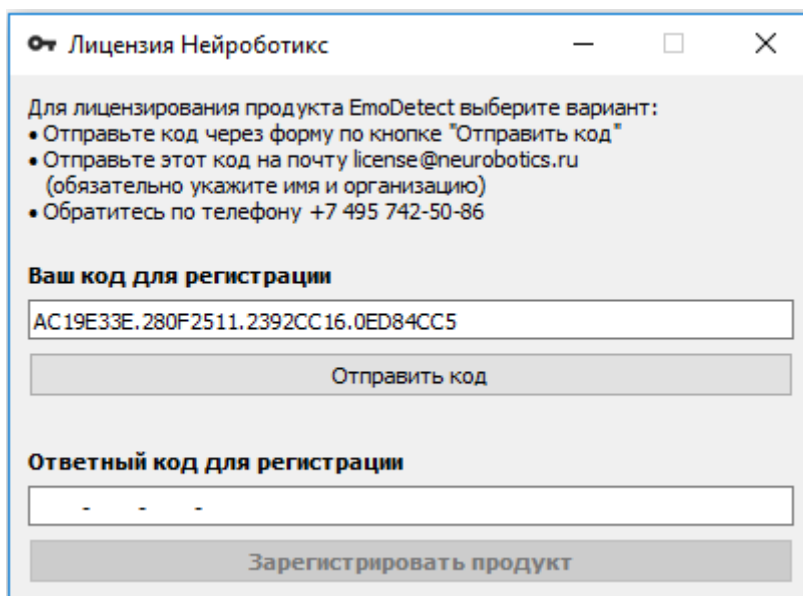 Лицензия Нейроботикс
Для лицензирования продукта EmoDetect выберите вариант:
• Отправьте код через форму по кнопке "Отправить код"
• Отправьте этот код на почту license@neurobotics.ru
(обязательно укажите имя и организацию)
• Обратитесь по телефону +7 495 742-50-86
Ваш код для регистрации
AC19E33E.280F2511.2392CC16.0ED84CC5
Отправить код
Ответный код для регистрации
- - -
Зарегистрировать продукт